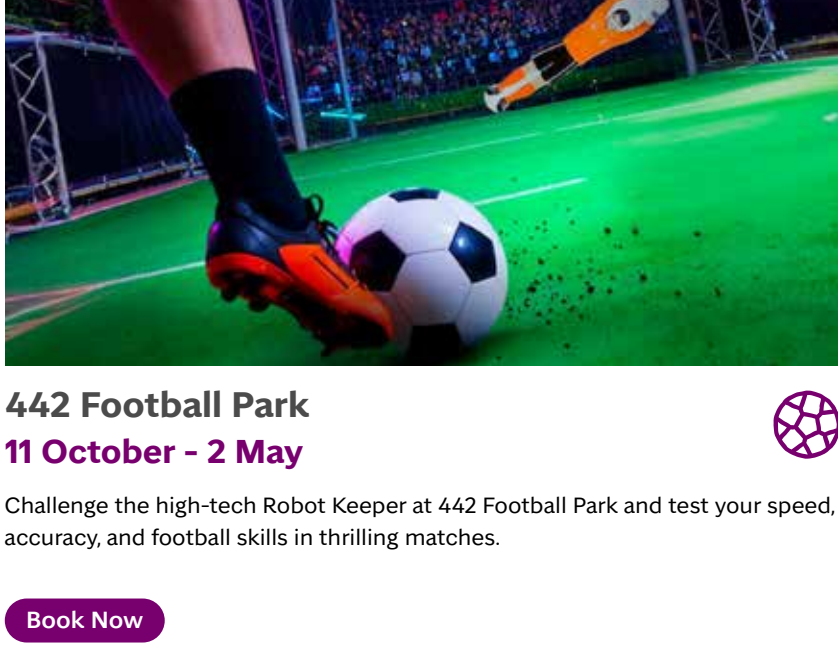 442 Football Park
11 October - 2 May
Challenge the high-tech Robot Keeper at 442 Football Park and test your speed,
accuracy, and football skills in thrilling matches.
Book Now